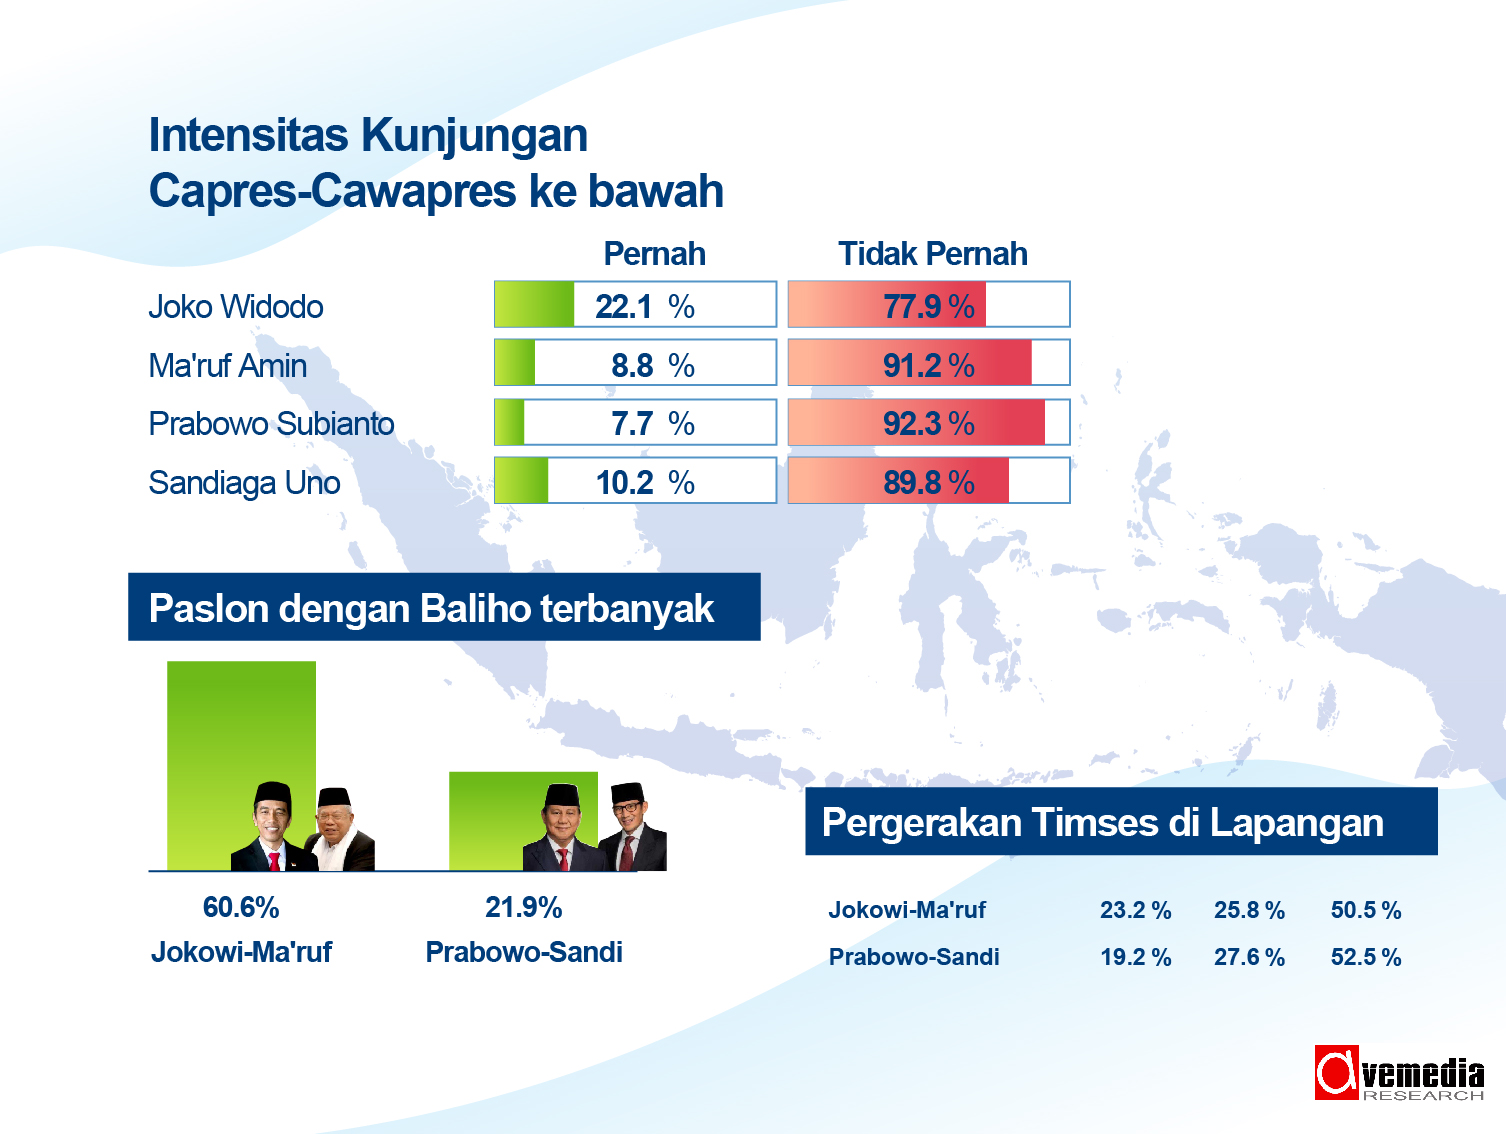 Intensitas Kunjungan
Capres-Cawapres ke bawah
Pernah Tidak Pernah
Joko Widodo 22.1 % 77.9 %
Ma'ruf Amin 8.8 % 91.2 %
Prabowo Subianto 7.7 % 92.3 %
Sandiaga Uno 10.2 % 89.8 %
Paslon dengan Baliho terbanyak
60.6% 21.9%
Jokowi-Ma'ruf Prabowo-Sandi
Pergerakan Timses di Lapangan
Jokowi-Ma'ruf 23.2 % 25.8 % 50.5 %
Prabowo-Sandi 19.2 % 27.6 % 52.5 %
avemedia
RESEARCH